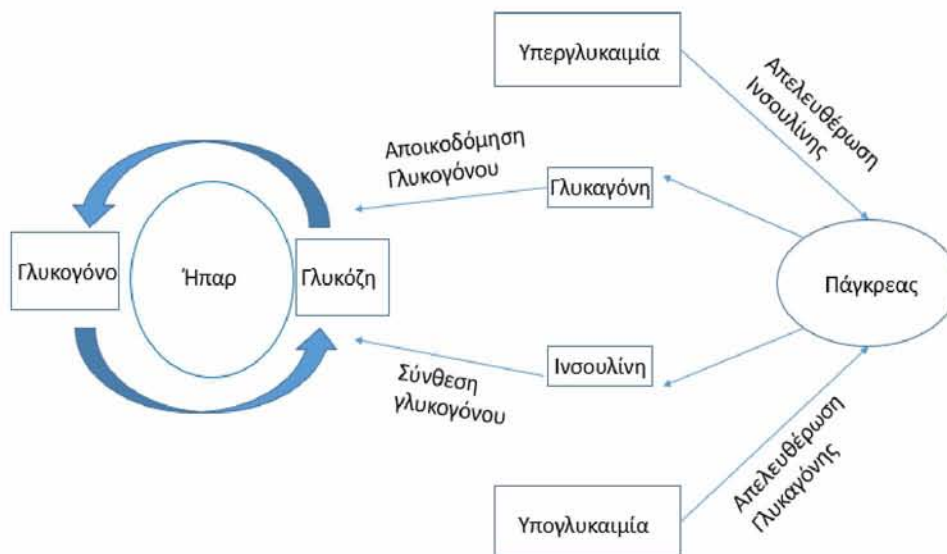 Υπεργλυκαιμία
Απελευθέρωση
Ινσουλίνης
Αποικοδόμηση
Γλυκογόνου
Γλυκαγόνη
Γλυκογόνο
Ήπαρ
Γλυκόζη
Πάγκρεας
Ινσουλίνη
Σύνθεση
γλυκογόνου
Απελευθέρωση
Γλυκαγόνης
Υπογλυκαιμία